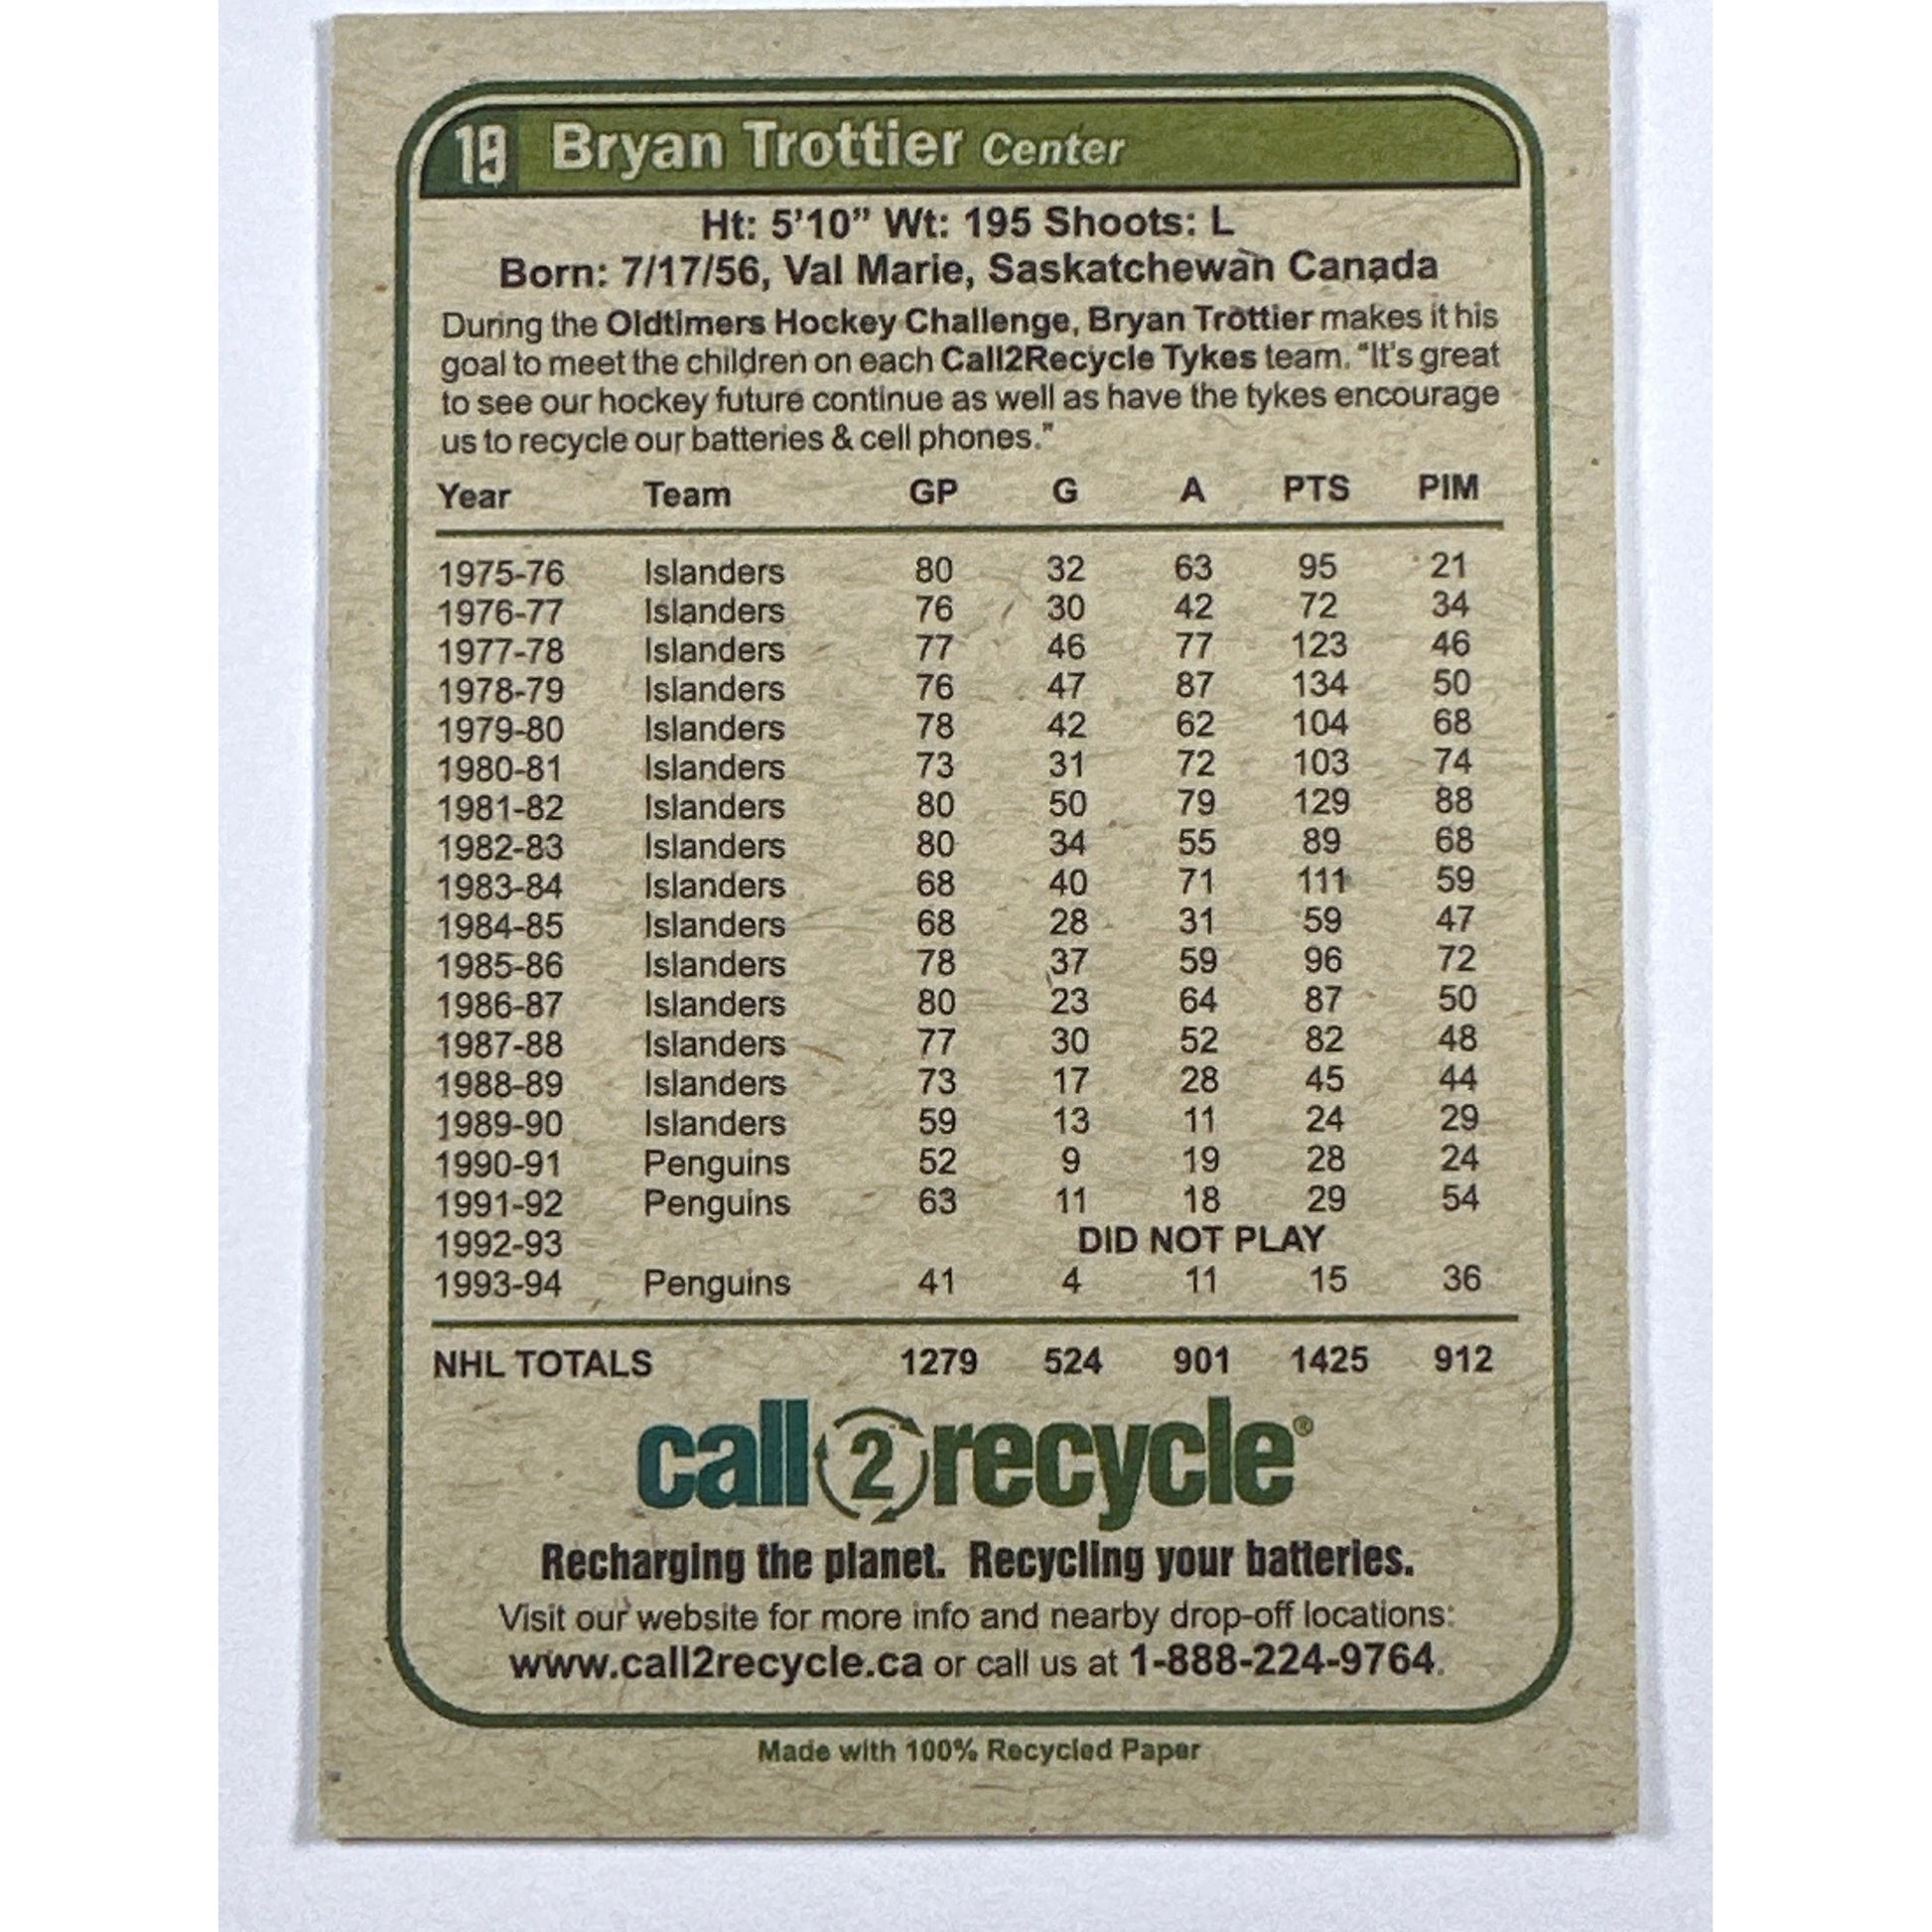 19 Bryan Trottier Center
Ht: 5'10" Wt: 195 Shoots: L
Born: 7/17/56, Val Marie, Saskatchewan Canada
During the Oldtimers Hockey Challenge, Bryan Trottier makes it his
goal to meet the children on each Call2Recycle Tykes team. "It's great
to see our hockey future continue as well as have the tykes encourage
us to recycle our batteries & cell phones."
Year Team GP G A PTS PIM
1975-76 Islanders 80 32 63 95 21
1976-77 Islanders 76 30 42 72 34
1977-78 Islanders 77 46 77 123 46
1978-79 Islanders 76 47 87 134 50
1979-80 Islanders 78 42 62 104 68
1980-81 Islanders 73 31 72 103 74
1981-82 Islanders 80 50 79 129 88
1982-83 Islanders 80 34 55 89 68
1983-84 Islanders 68 40 71 111 59
1984-85 Islanders 68 28 31 59 47
1985-86 Islanders 78 37 59 96 72
1986-87 Islanders 80 23 64 87 50
1987-88 Islanders 77 30 52 82 48
1988-89 Islanders 73 17 28 45 44
1989-90 Islanders 59 13 11 24 29
1990-91 Penguins 52 9 19 28 24
1991-92 Penguins 63 11 18 29 54
1992-93 DID NOT PLAY
1993-94 Penguins 41 4 11 15 36
NHL TOTALS 1279 524 901 1425 912
call2recycle®
Recharging the planet. Recycling your batteries.
Visit our website for more info and nearby drop-off locations:
www.call2recycle.ca or call us at 1-888-224-9764.
Made with 100% Recycled Paper